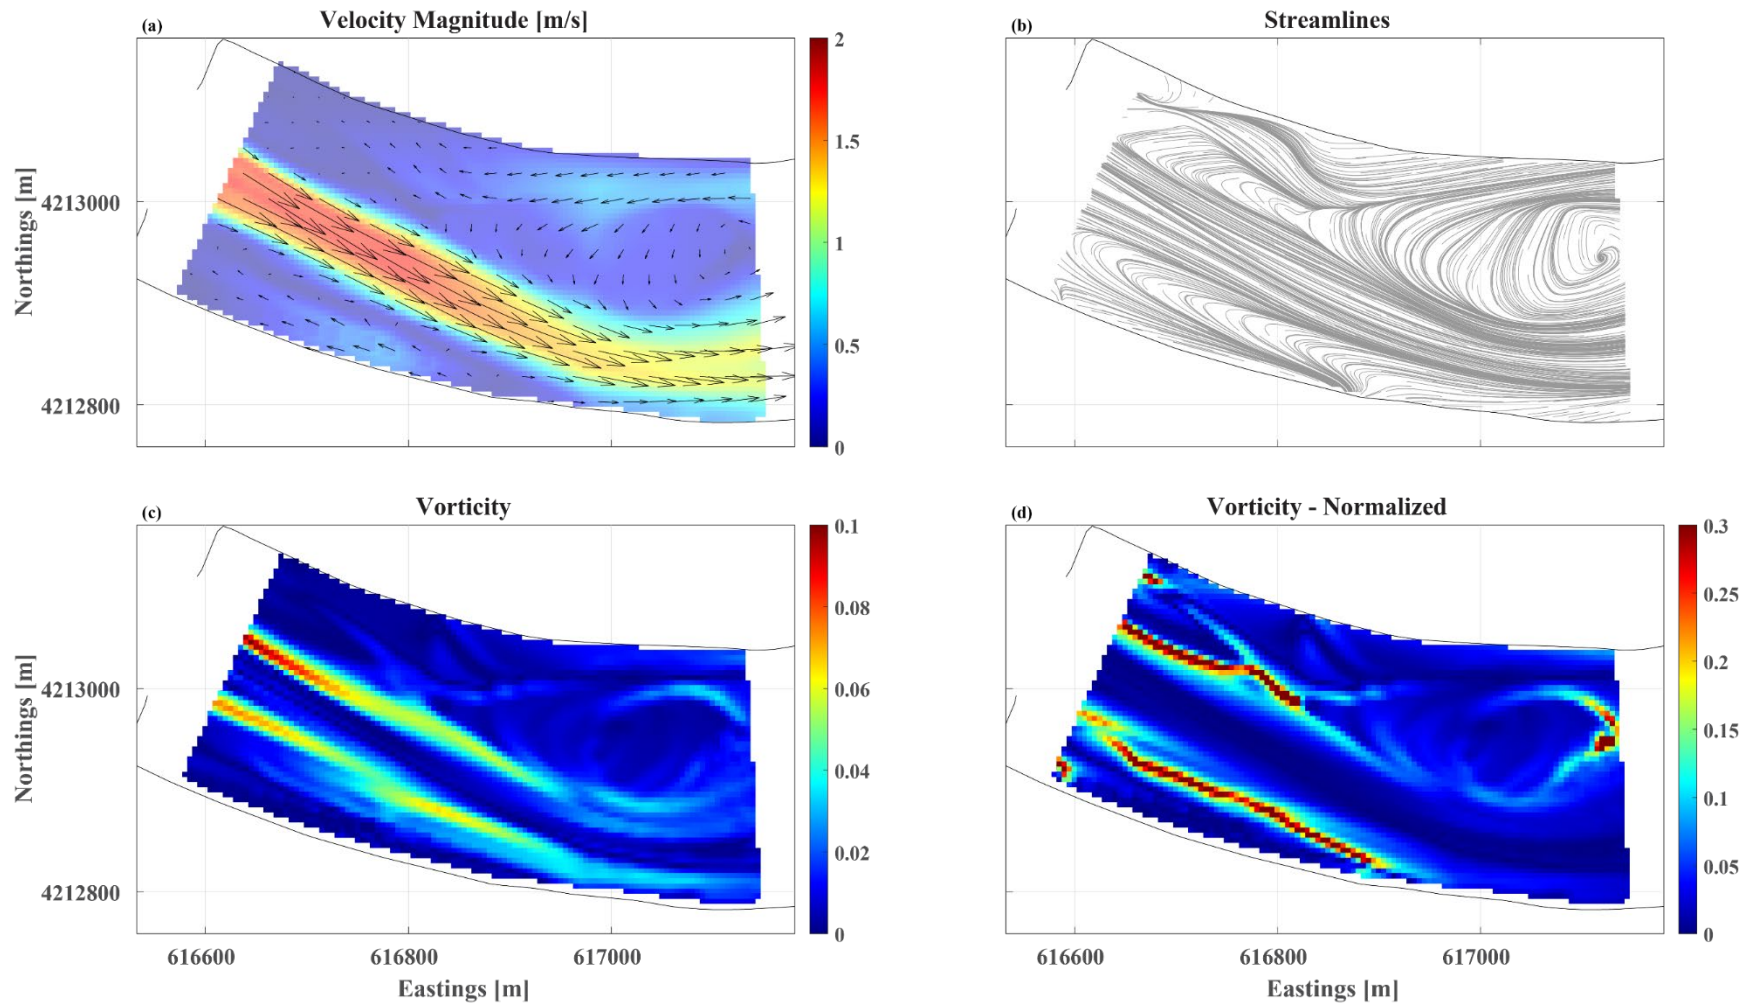 (a)
Velocity Magnitude [m/s]
2
1.5
1
0.5
0
Northings [m]
4213000
4212800
(b)
Streamlines
(c)
Vorticity
0.1
0.08
0.06
0.04
0.02
0
Northings [m]
4213000
4212800
616600
616800
617000
Eastings [m]
(d)
Vorticity - Normalized
0.3
0.25
0.2
0.15
0.1
0.05
0
616600
616800
617000
Eastings [m]